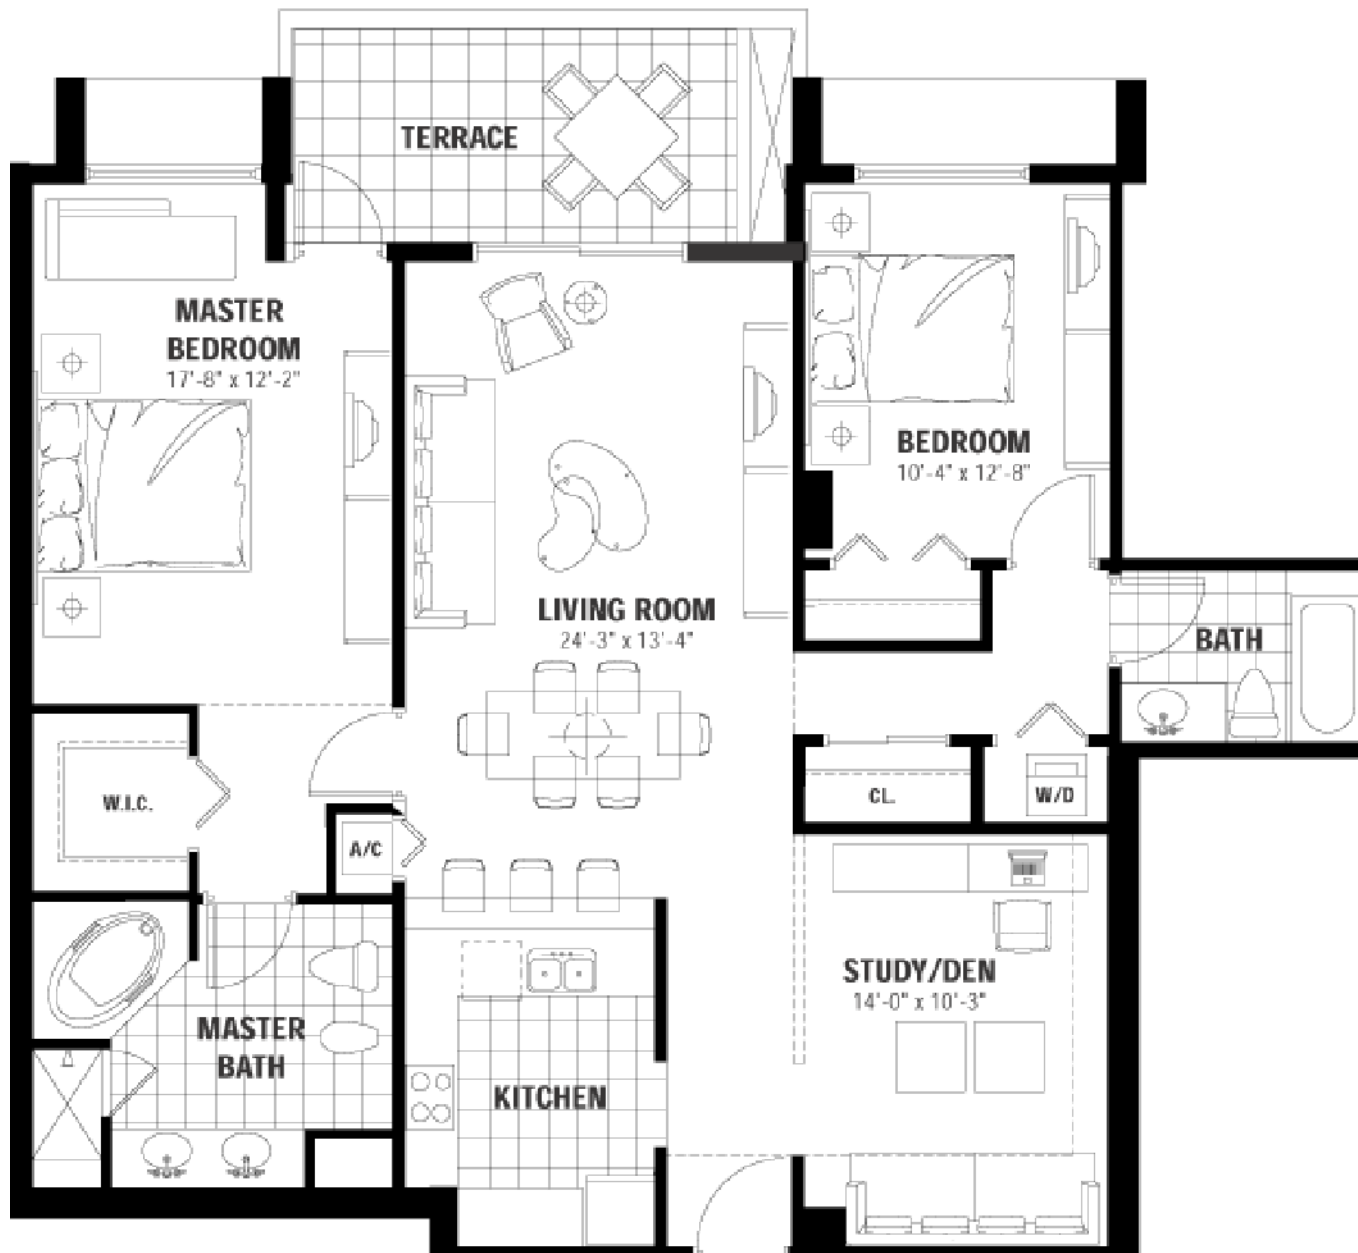 TERRACE
MASTER
BEDROOM
17'-8" x 12'-2"
BEDROOM
10'-4" x 12'-8"
LIVING ROOM
24'-3" x 13'-4"
BATH
W.I.C.
CL.
W/D
A/C
STUDY/DEN
14'-0" x 10'-3"
MASTER
BATH
KITCHEN